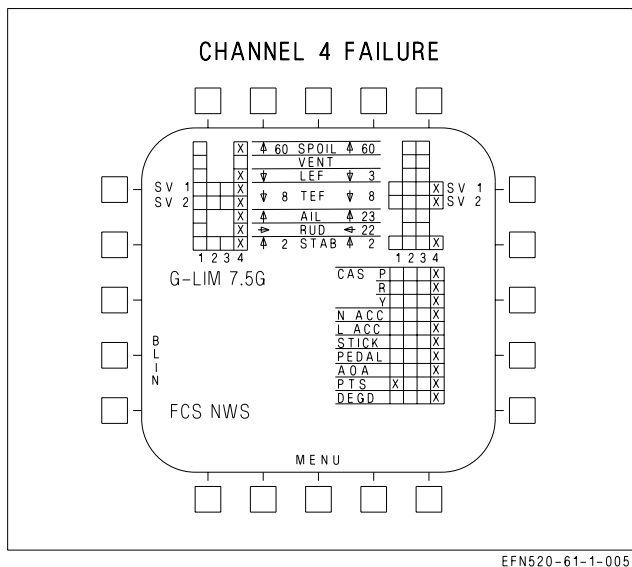 CHANNEL 4 FAILURE
X 60 SPOIL 60
VENT
X LEF 3
SV 1 X 8 TEF 8 X SV 1
SV 2 X X SV 2
X AIL 23
X RUD 22
X 2 STAB 2 X
1 2 3 4 1 2 3 4
G-LIM 7.5G
CAS P X
R X
Y X
N ACC X
L ACC X
STICK X
PEDAL X
AOA X
PTS X X
DEGD X
BLIN
FCS NWS
MENU
EFN520-61-1-005